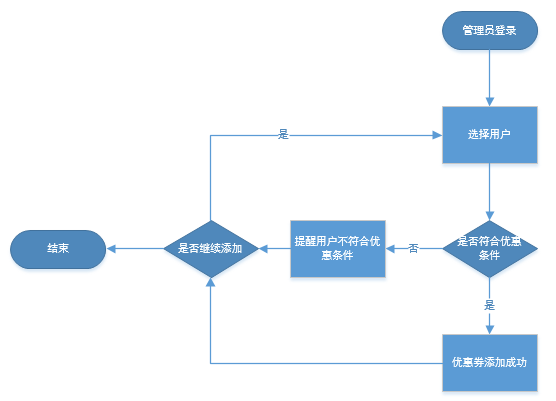 管理员登录
是
选择用户
结束
是否继续添加
提醒用户不符合优
惠条件
否
是否符合优惠
条件
是
优惠券添加成功